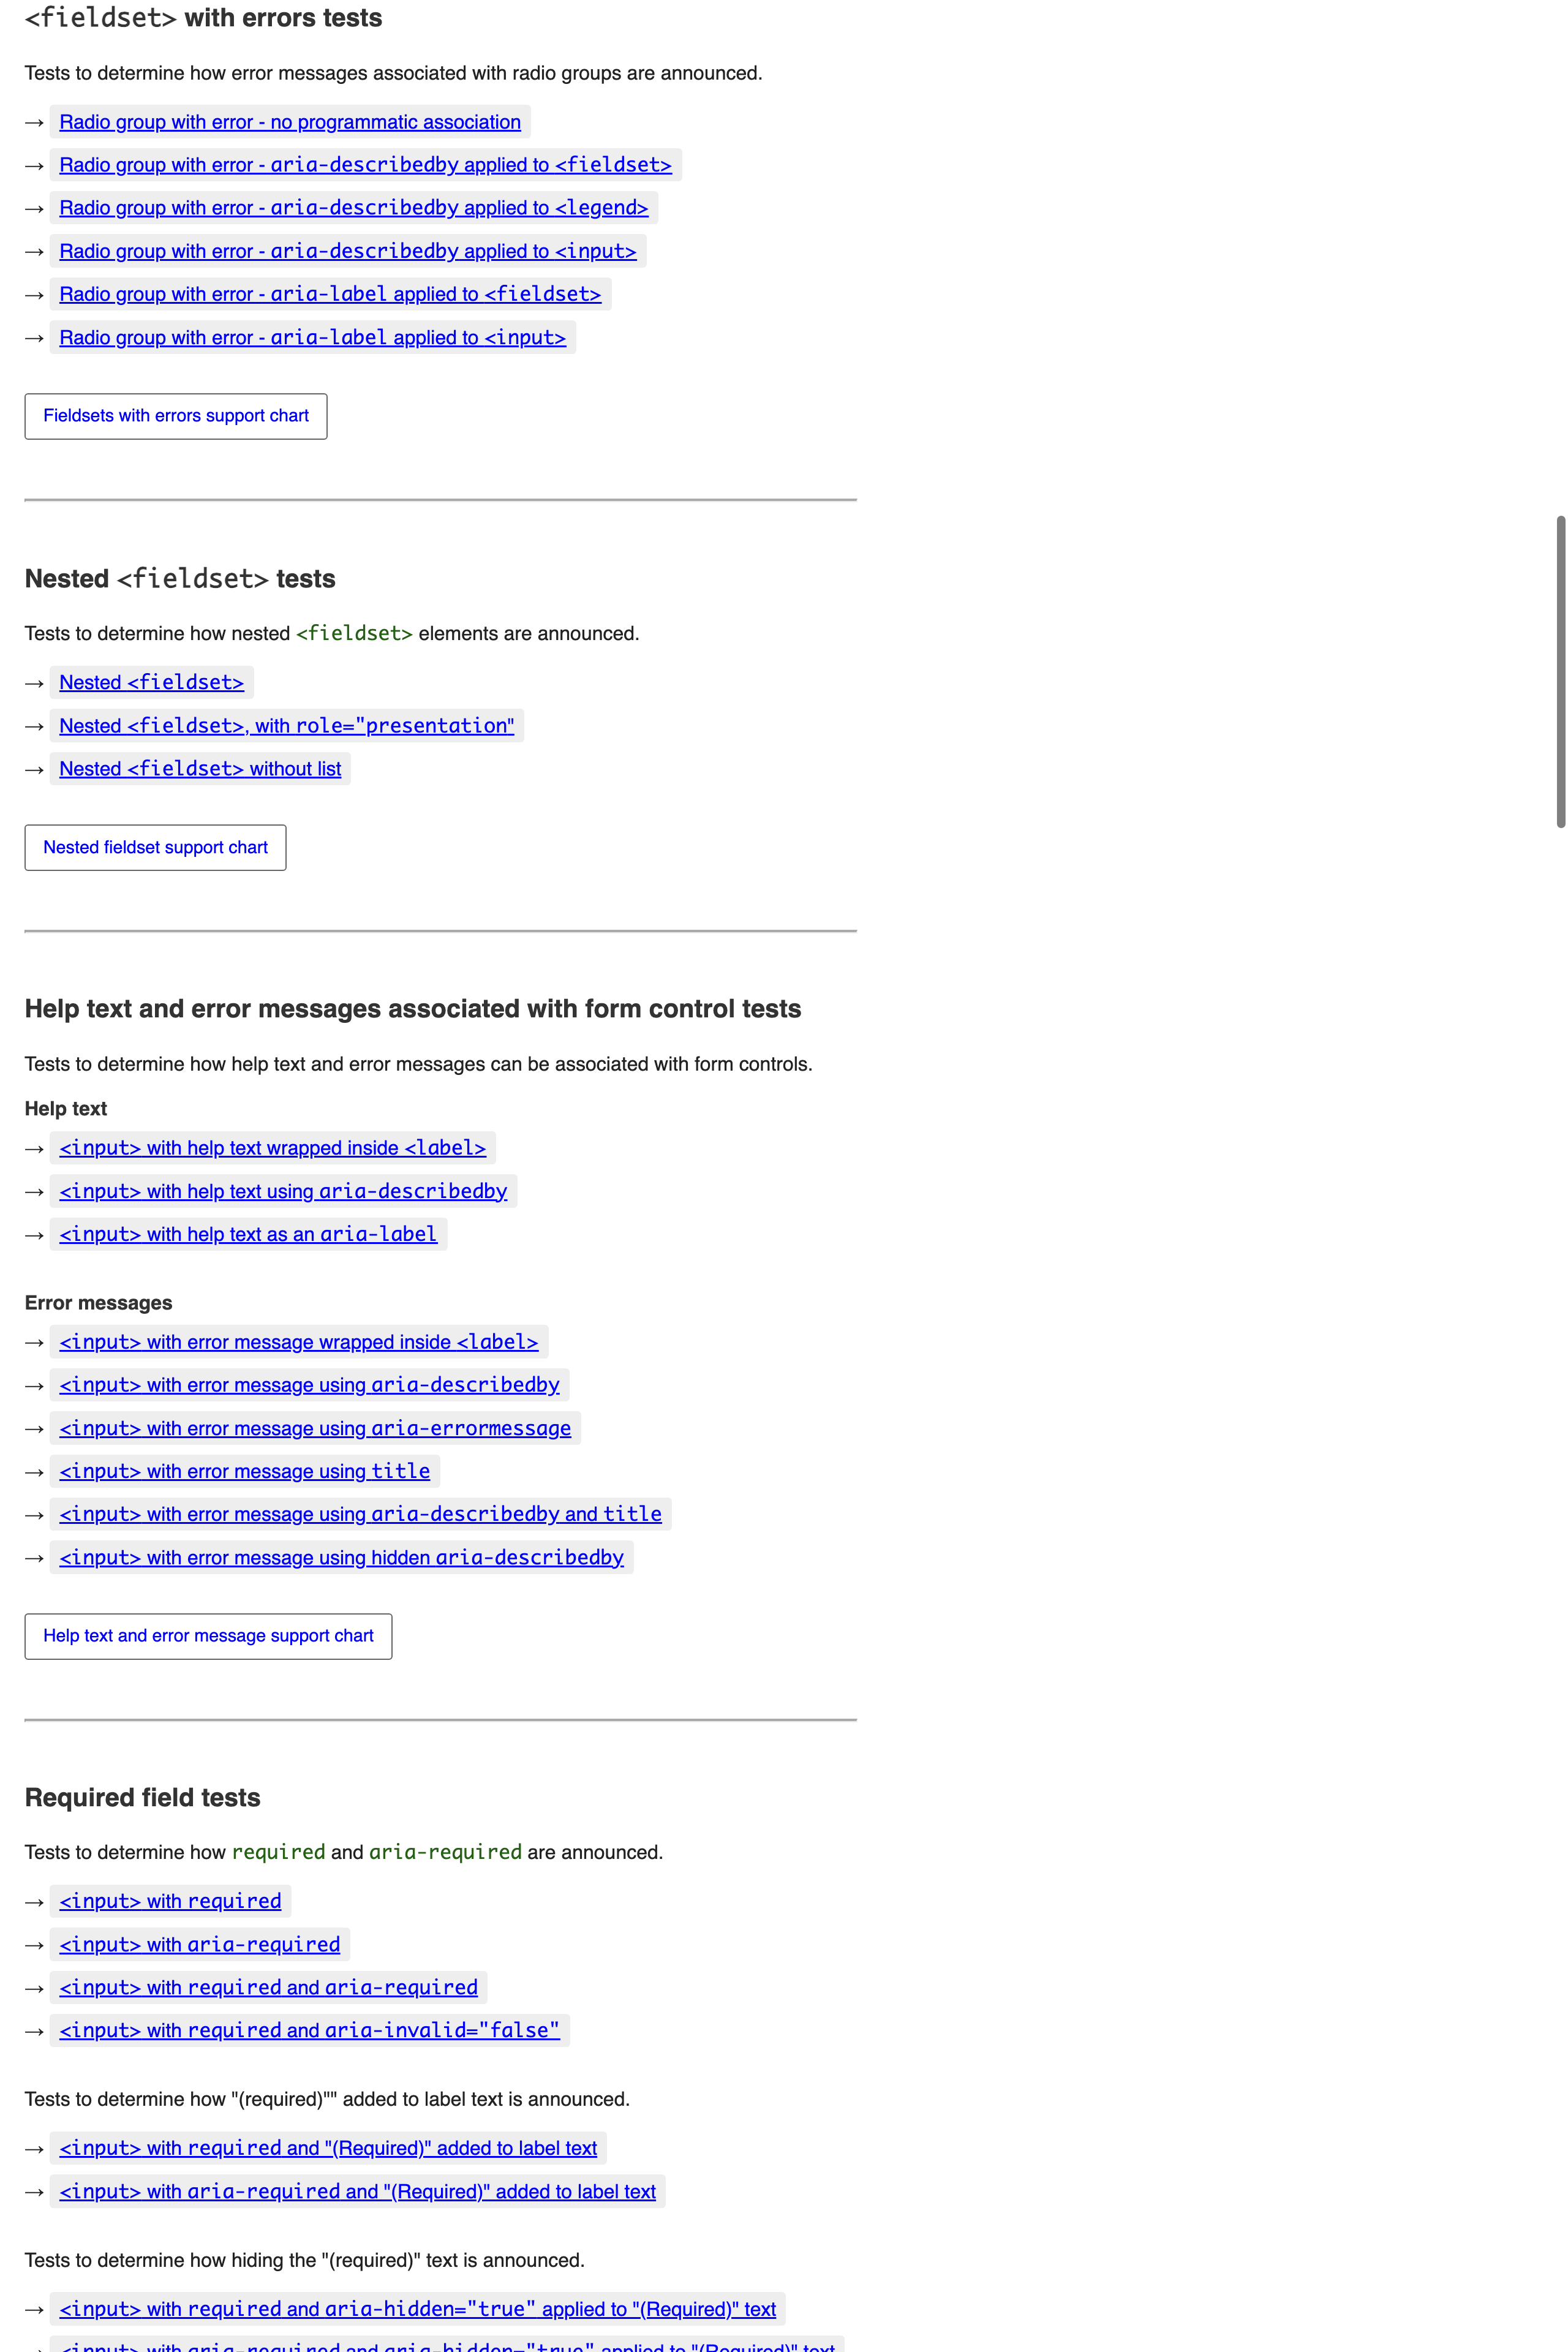 <fieldset> with errors tests
Tests to determine how error messages associated with radio groups are announced.
→ Radio group with error - no programmatic association
→ Radio group with error - aria-describedby applied to <fieldset>
→ Radio group with error - aria-describedby applied to <legend>
→ Radio group with error - aria-describedby applied to <input>
→ Radio group with error - aria-label applied to <fieldset>
→ Radio group with error - aria-label applied to <input>
Fieldsets with errors support chart
Nested <fieldset> tests
Tests to determine how nested <fieldset> elements are announced.
→ Nested <fieldset>
→ Nested <fieldset>, with role="presentation"
→ Nested <fieldset> without list
Nested fieldset support chart
Help text and error messages associated with form control tests
Tests to determine how help text and error messages can be associated with form controls.
Help text
→ <input> with help text wrapped inside <label>
→ <input> with help text using aria-describedby
→ <input> with help text as an aria-label
Error messages
→ <input> with error message wrapped inside <label>
→ <input> with error message using aria-describedby
→ <input> with error message using aria-errormessage
→ <input> with error message using title
→ <input> with error message using aria-describedby and title
→ <input> with error message using hidden aria-describedby
Help text and error message support chart
Required field tests
Tests to determine how required and aria-required are announced.
→ <input> with required
→ <input> with aria-required
→ <input> with required and aria-required
→ <input> with required and aria-invalid="false"
Tests to determine how "(required)"" added to label text is announced.
→ <input> with required and "(Required)" added to label text
→ <input> with aria-required and "(Required)" added to label text
Tests to determine how hiding the "(required)" text is announced.
→ <input> with required and aria-hidden="true" applied to "(Required)" text
<input> with aria-required and aria-hidden="true" applied to "(Required)" text